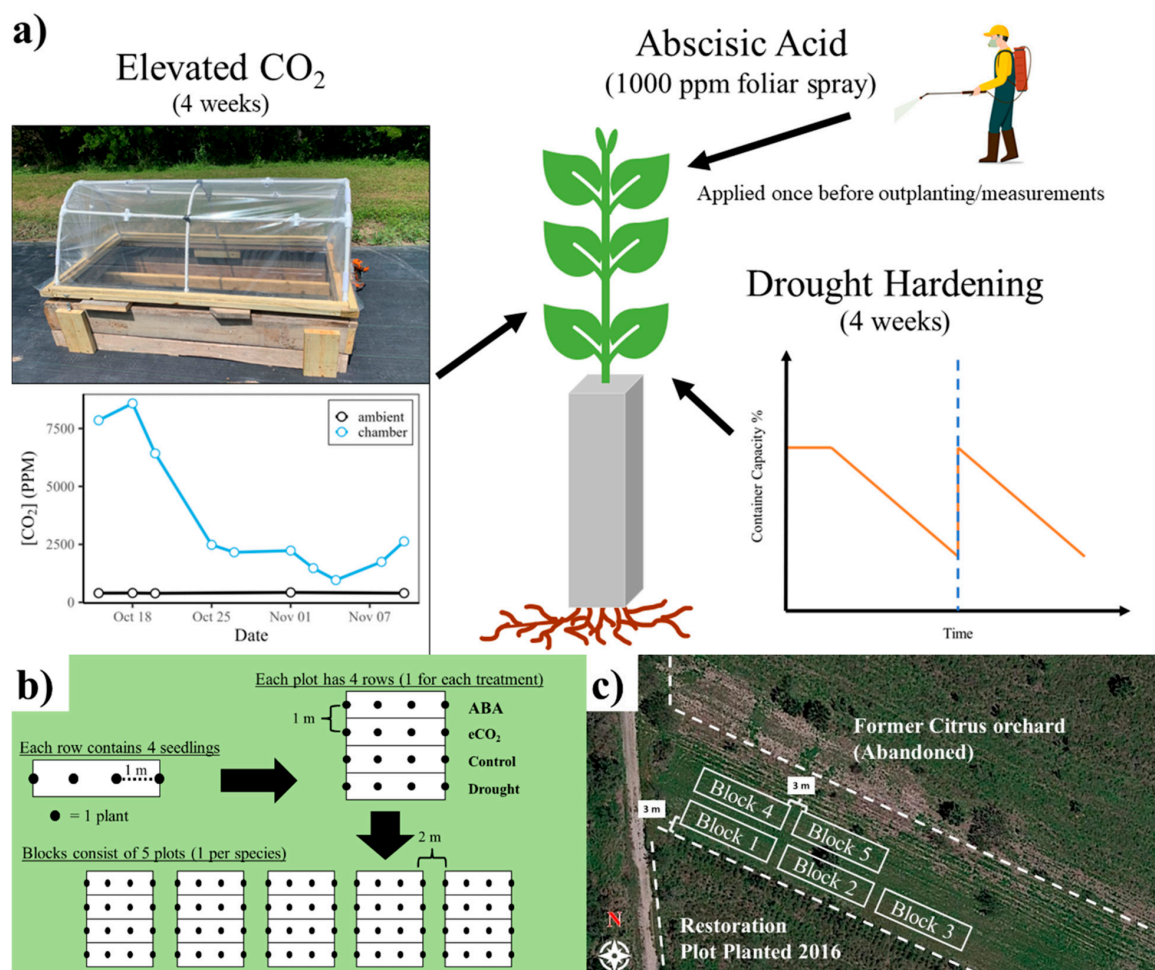 a)
Elevated CO₂
(4 weeks)
Abscisic Acid
(1000 ppm foliar spray)
Applied once before outplanting/measurements
Drought Hardening
(4 weeks)
[CO₂] (PPM)
7500
5000
2500
0
ambient
chamber
Oct 18
Oct 25
Nov 01
Nov 07
Date
Container Capacity %
Time
b)
Each plot has 4 rows (1 for each treatment)
1 m
ABA
eCO₂
Control
Drought
Each row contains 4 seedlings
1 m
= 1 plant
Blocks consist of 5 plots (1 per species)
2 m
c)
Former Citrus orchard
(Abandoned)
3 m
3 m
Block 4
Block 5
Block 1
Block 2
Block 3
Restoration
Plot Planted 2016
N